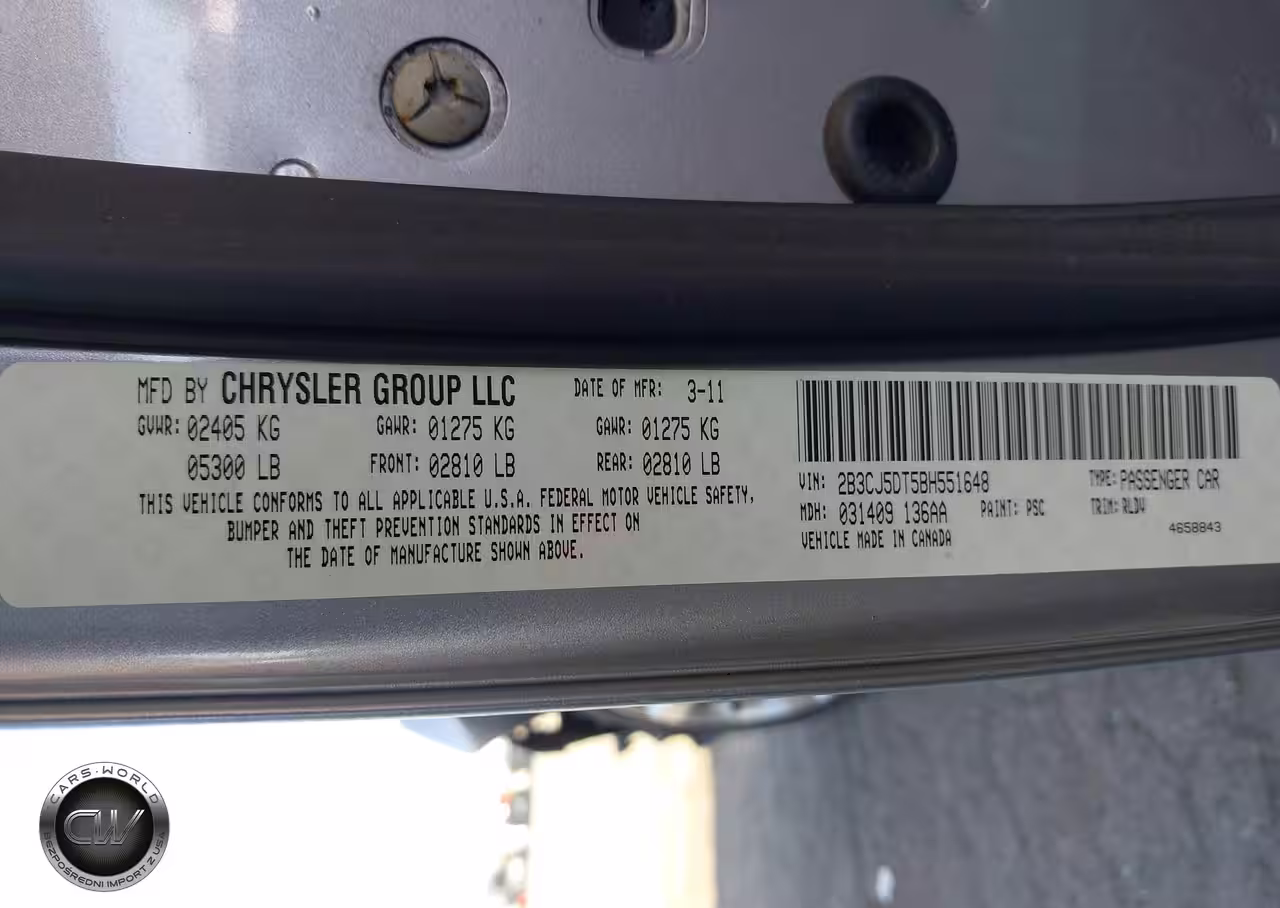 MFD BY CHRYSLER GROUP LLC DATE OF MFR: 3-11
GVWR: 02405 KG GAWR: 01275 KG GAWR: 01275 KG
05300 LB FRONT: 02810 LB REAR: 02810 LB
THIS VEHICLE CONFORMS TO ALL APPLICABLE U.S.A. FEDERAL MOTOR VEHICLE SAFETY,
BUMPER AND THEFT PREVENTION STANDARDS IN EFFECT ON
THE DATE OF MANUFACTURE SHOWN ABOVE.
VIN: 2B3CJ5DT5BH551648 TYPE: PASSENGER CAR
MDH: 031409 136AA PAINT: PSC TRIM: RLDV
VEHICLE MADE IN CANADA 4658843
CARS-WORLD
CW
BEZPOŚREDNI IMPORT Z USA